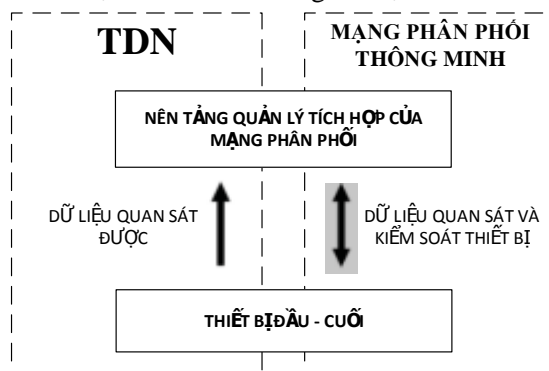 TDN
MẠNG PHÂN PHỐI
THÔNG MINH
NÊN TẢNG QUẢN LÝ TÍCH HỢP CỦA
MẠNG PHÂN PHỐI
DỮ LIỆU QUAN SÁT
ĐƯỢC
DỮ LIỆU QUAN SÁT VÀ
KIỂM SOÁT THIẾT BỊ
THIẾT BỊ ĐẦU - CUỐI